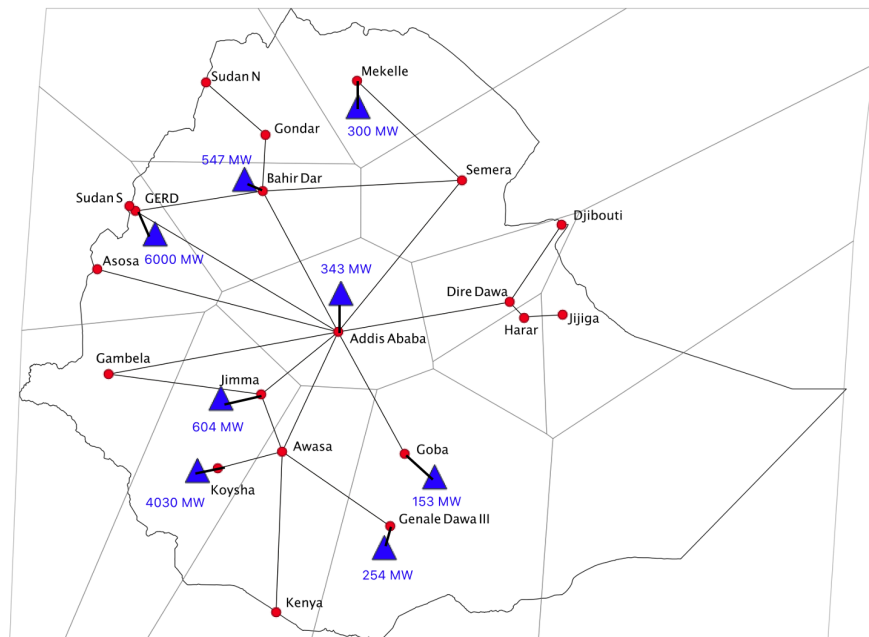 Sudan N
Mekelle
300 MW
Gondar
547 MW
Bahir Dar
Semera
Sudan S
GERD
6000 MW
Djibouti
Asosa
343 MW
Dire Dawa
Harar
Jijiga
Addis Ababa
Gambela
Jimma
604 MW
Awasa
Goba
Koysha
4030 MW
153 MW
Genale Dawa III
254 MW
Kenya